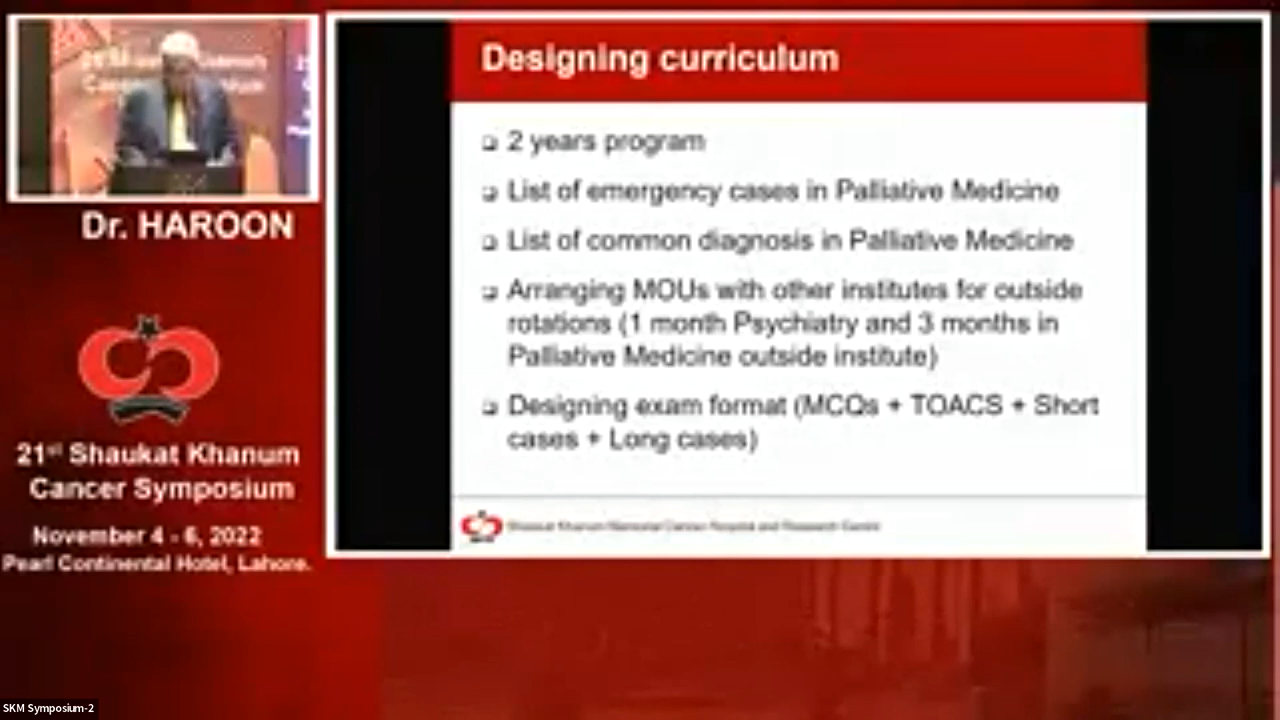 Dr. HAROON
21st Shaukat Khanum
Cancer Symposium
November 4 - 6, 2022
Pearl Continental Hotel, Lahore.
SKM Symposium-2
Designing curriculum
❑ 2 years program
❑ List of emergency cases in Palliative Medicine
❑ List of common diagnosis in Palliative Medicine
❑ Arranging MOUs with other institutes for outside
rotations (1 month Psychiatry and 3 months in
Palliative Medicine outside institute)
❑ Designing exam format (MCQs + TOACS + Short
cases + Long cases)
Shaukat Khanum Memorial Cancer Hospital and Research Centre